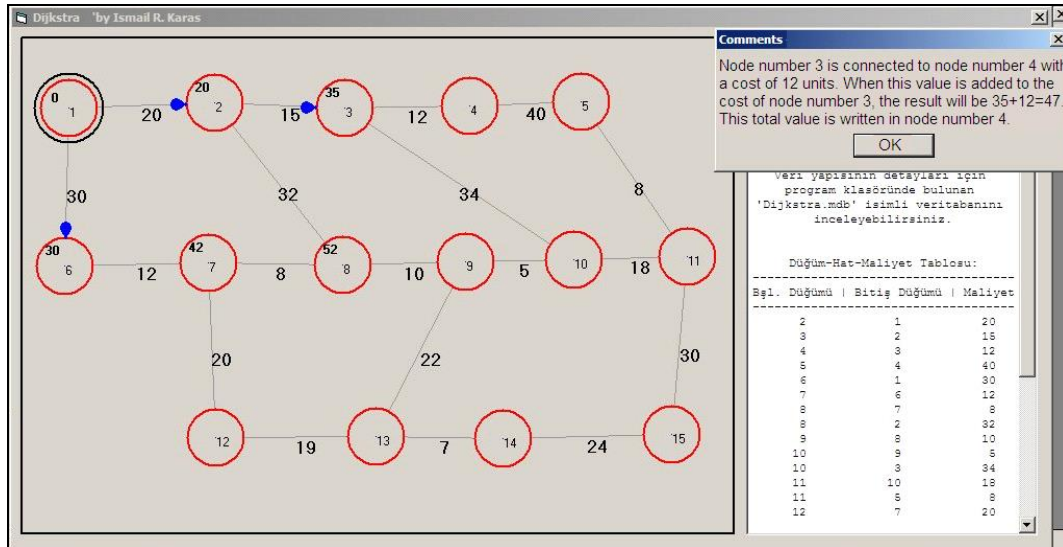 Dijkstra 'by Ismail R. Karas
Comments
Node number 3 is connected to node number 4 with
a cost of 12 units. When this value is added to the
cost of node number 3, the result will be 35+12=47.
This total value is written in node number 4.
OK
0 '1
20
20 '2
15
35 '3
12
'4
40
'5
30
32
34
8
30 '6
12
42 '7
8
52 '8
10
'9
5
'10
18
'11
20
22
30
'12
19
'13
7
'14
24
'15
Veri yapısının detayları için
program klasöründe bulunan
'Dijkstra.mdb' isimli veritabanını
inceleyebilirsiniz.
Düğüm-Hat-Maliyet Tablosu:
Bşl. Düğümü | Bitiş Düğümü | Maliyet
2 1 20
3 2 15
4 3 12
5 4 40
6 1 30
7 6 12
8 7 8
8 2 32
9 8 10
10 9 5
10 3 34
11 10 18
11 5 8
12 7 20